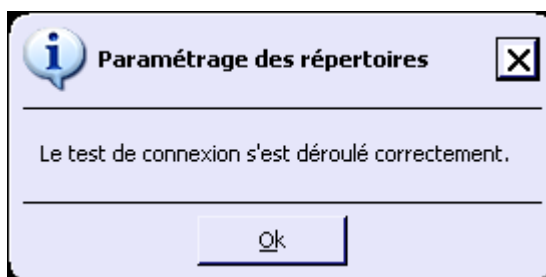 Paramétrage des répertoires
Le test de connexion s'est déroulé correctement.
Ok